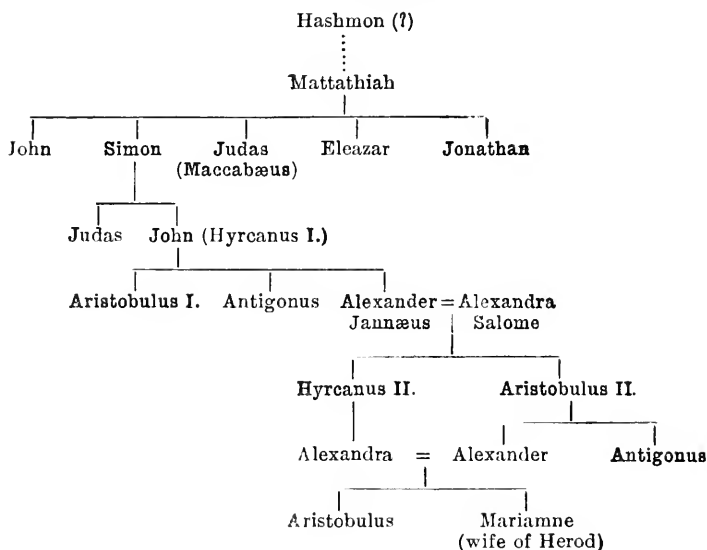 Hashmon (?)
Mattathiah
John Simon Judas Eleazar Jonathan
(Maccabæus)
Judas John (Hyrcanus I.)
Aristobulus I. Antigonus Alexander = Alexandra
Jannæus Salome
Hyrcanus II. Aristobulus II.
Alexandra = Alexander Antigonus
Aristobulus Mariamne
(wife of Herod)